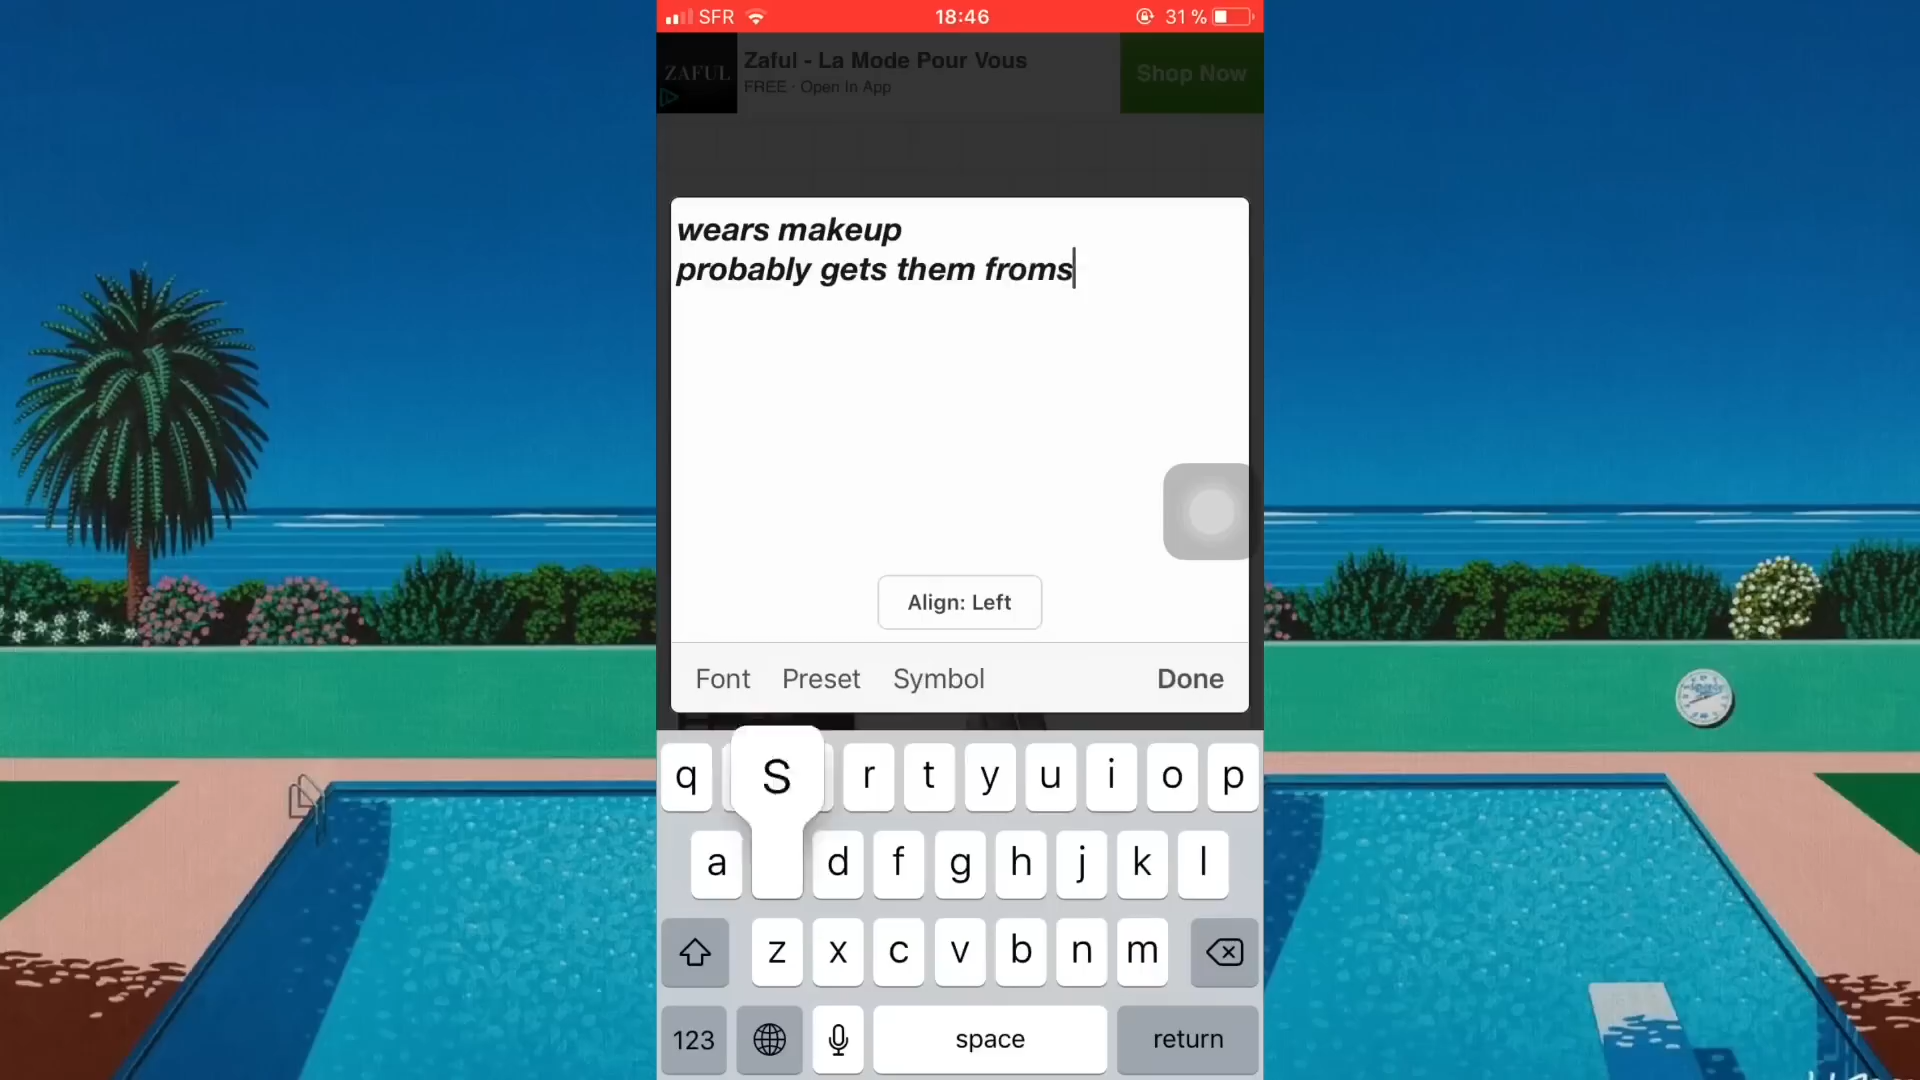 SFR 18:46 31 %
ZAFUL
Zaful - La Mode Pour Vous
FREE · Open In App
Shop Now
wears makeup
probably gets them froms
Align: Left
Font Preset Symbol Done
q S r t y u i o p
a d f g h j k l
z x c v b n m
123 space return